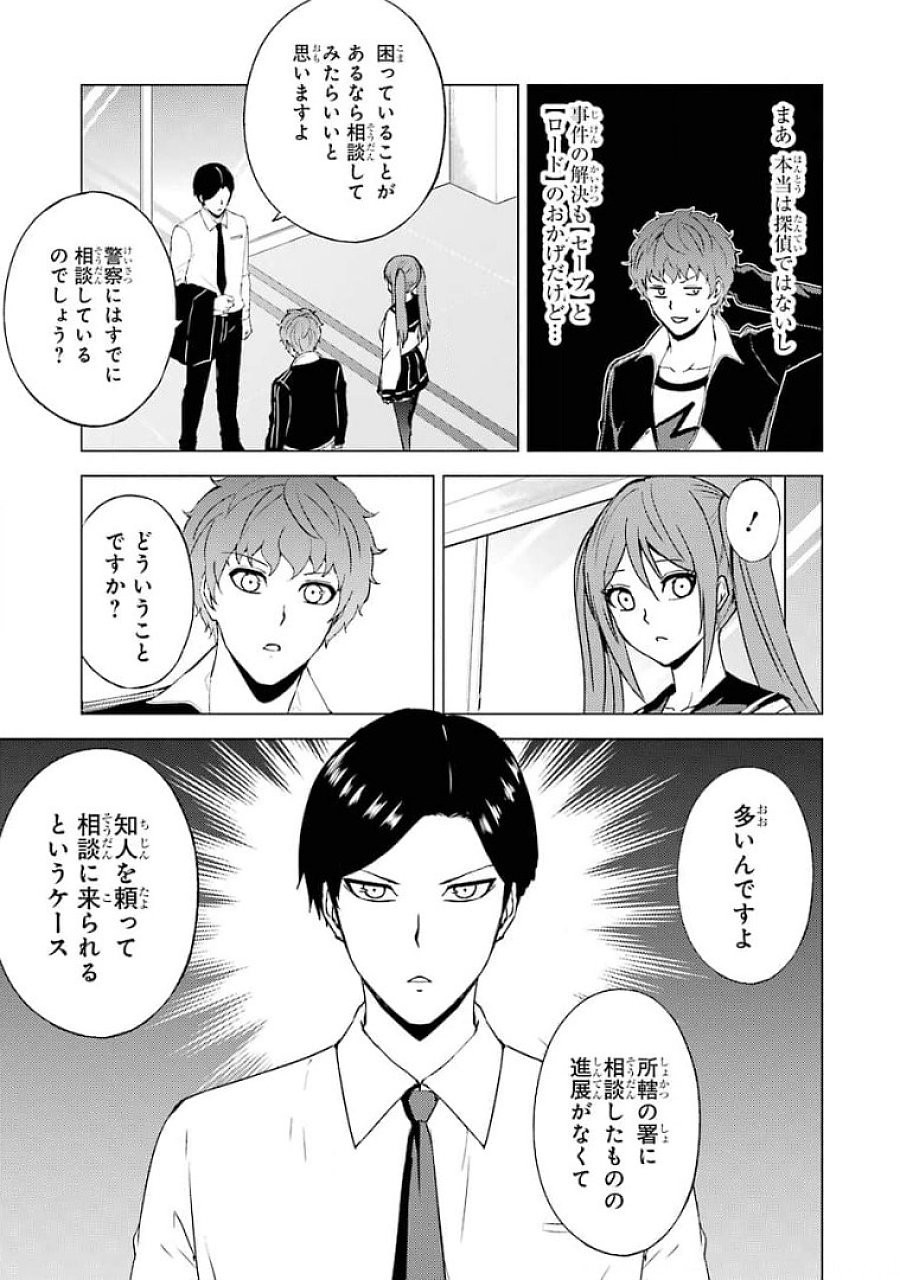 まあ 本当は探偵ではないし
事件の解決も【セーブ】と
【ロード】のおかげだけど…
困っていることが
あるなら相談して
みたらいいと
思いますよ
警察にはすでに
相談している
のでしょう?
!
どういうこと
ですか?
多いんですよ
所轄の署に
相談したものの
進展がなくて
知人を頼って
相談に来られる
というケース